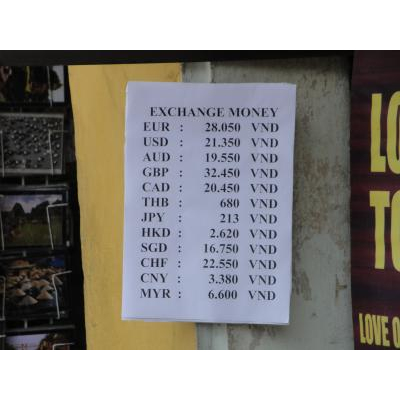 EXCHANGE MONEY
EUR : 28.050 VND
USD : 21.350 VND
AUD : 19.550 VND
GBP : 32.450 VND
CAD : 20.450 VND
THB : 680 VND
JPY : 213 VND
HKD : 2.620 VND
SGD : 16.750 VND
CHF : 22.550 VND
CNY : 3.380 VND
MYR : 6.600 VND
LO
TO
LOVE O